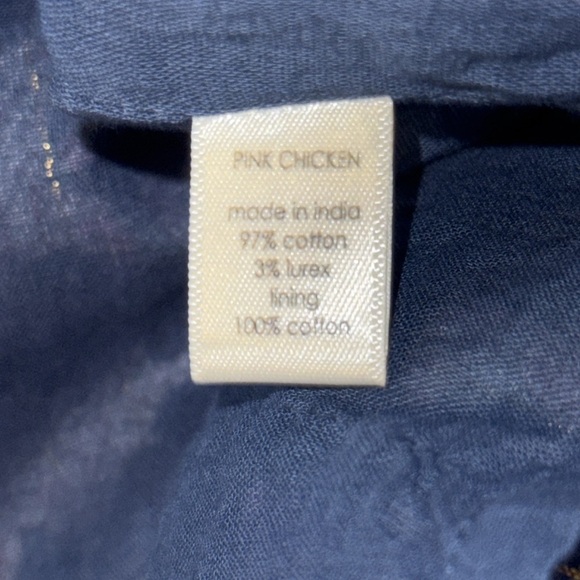 PINK CHICKEN
made in india
97% cotton
3% lurex
lining
100% cotton